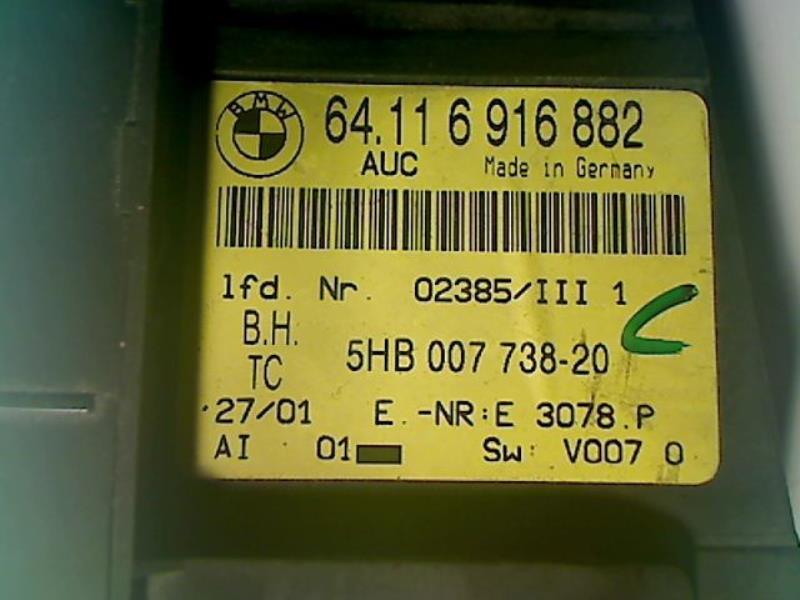 BMW 64.11 6 916 882
AUC Made in Germany
lfd. Nr. 02385/III 1
B.H.
TC 5HB 007 738-20
27/01 E.-NR:E 3078.P
AI 01 Sw: V007 0